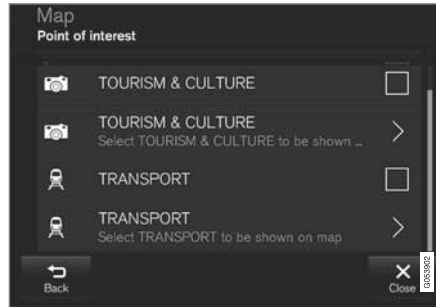 Map
Point of interest
TOURISM & CULTURE
TOURISM & CULTURE
Select TOURISM & CULTURE to be shown ...
TRANSPORT
TRANSPORT
Select TRANSPORT to be shown on map
Back
Close
G053902